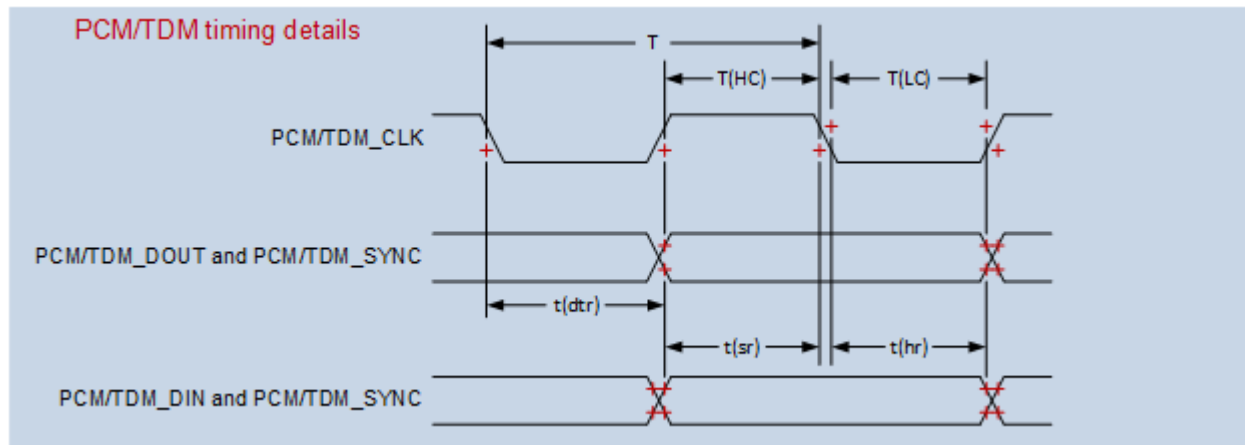 PCM/TDM timing details
T
T(HC)
T(LC)
PCM/TDM_CLK
PCM/TDM_DOUT and PCM/TDM_SYNC
t(dtr)
t(sr)
t(hr)
PCM/TDM_DIN and PCM/TDM_SYNC